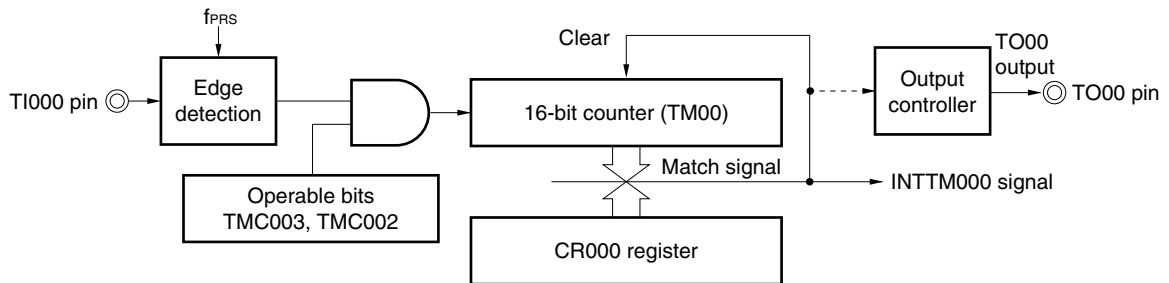 fPRS
TI000 pin
Edge
detection
Clear
16-bit counter (TM00)
Output
controller
TO00
output
TO00 pin
Match signal
INTTM000 signal
Operable bits
TMC003, TMC002
CR000 register